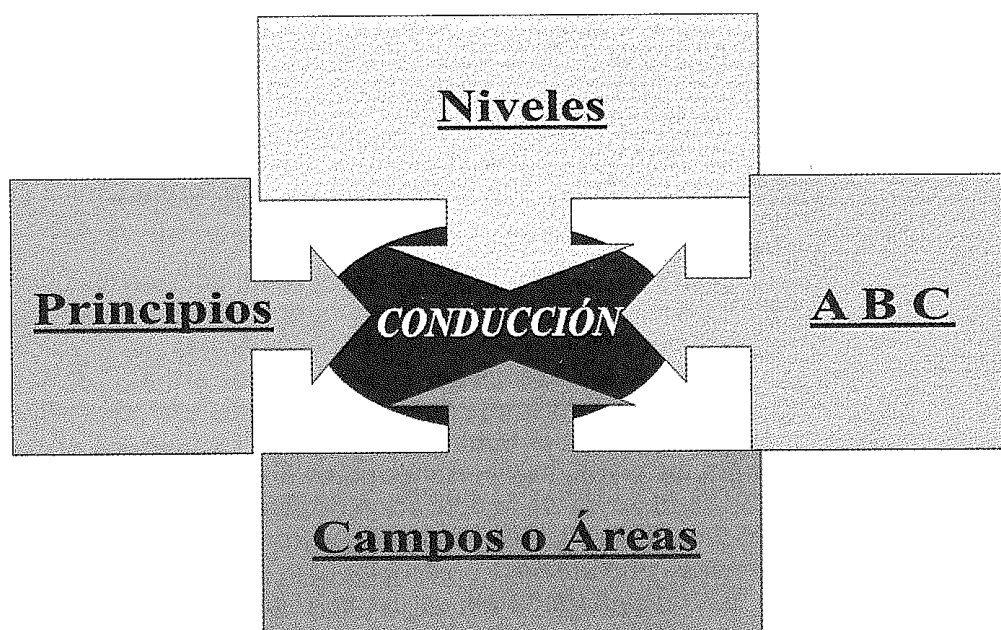 Niveles
Principios
CONDUCCIÓN
A B C
Campos o Áreas